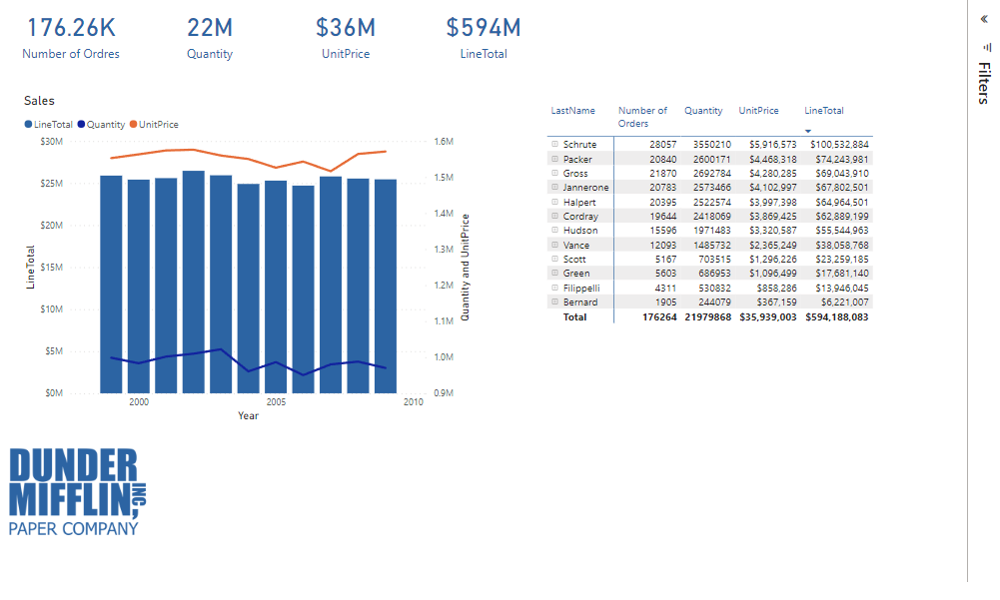 176.26K 22M $36M $594M
Number of Ordres Quantity UnitPrice LineTotal
Filters
Sales
LineTotal Quantity UnitPrice
$30M
$25M
$20M
$15M
$10M
$5M
$0M
LineTotal
1.6M
1.5M
1.4M
1.3M
1.2M
1.1M
1.0M
0.9M
Quantity and UnitPrice
2000 2005 2010
Year
LastName Number of Orders Quantity UnitPrice LineTotal
Schrute 28057 3550210 $5,916,573 $100,532,884
Packer 20840 2600171 $4,468,318 $74,243,981
Gross 21870 2692784 $4,280,285 $69,043,910
Jannerone 20783 2573466 $4,102,997 $67,802,501
Halpert 20395 2522574 $3,997,398 $64,964,501
Cordray 19644 2418069 $3,869,425 $62,889,199
Hudson 15596 1971483 $3,320,587 $55,544,963
Vance 12093 1485732 $2,365,249 $38,058,768
Scott 5167 703515 $1,296,226 $23,259,185
Green 5603 686953 $1,096,499 $17,681,140
Filippelli 4311 530832 $858,286 $13,946,045
Bernard 1905 244079 $367,159 $6,221,007
Total 176264 21979868 $35,939,003 $594,188,083
DUNDER
MIFFLIN, INC
PAPER COMPANY